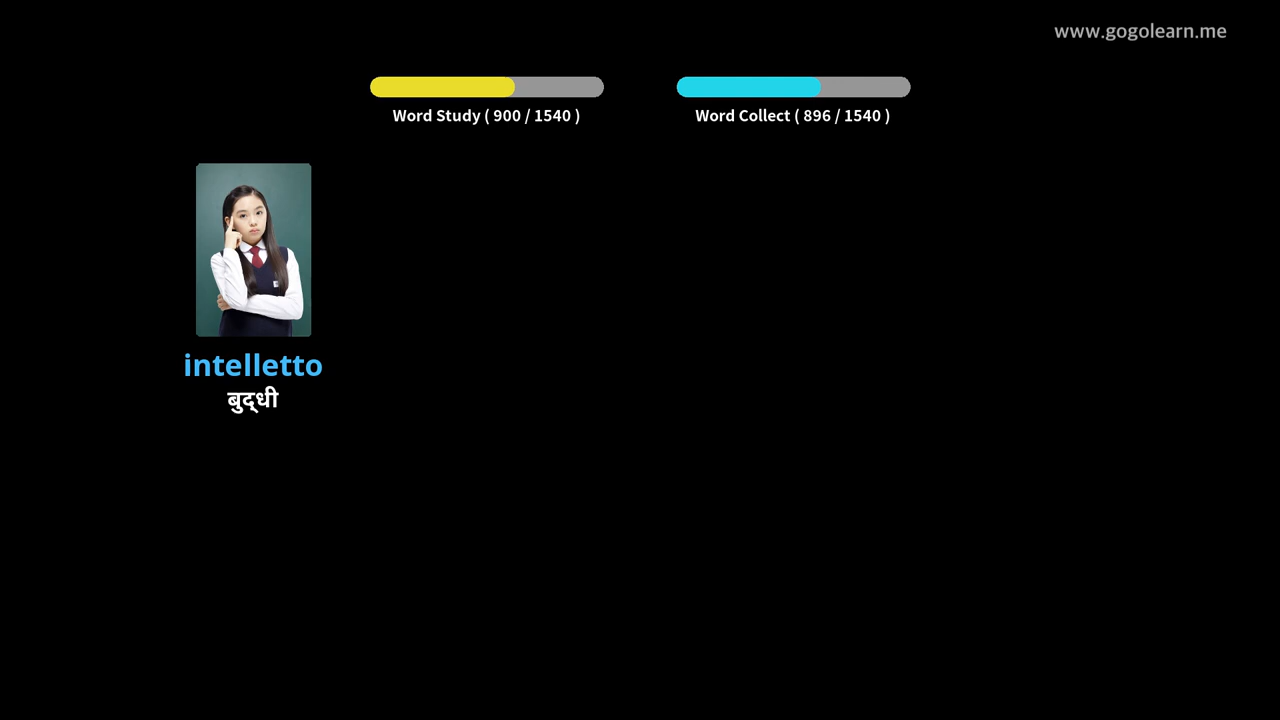 www.gogolearn.me
Word Study ( 900 / 1540 )
Word Collect ( 896 / 1540 )
intelletto
बुद्‌धी